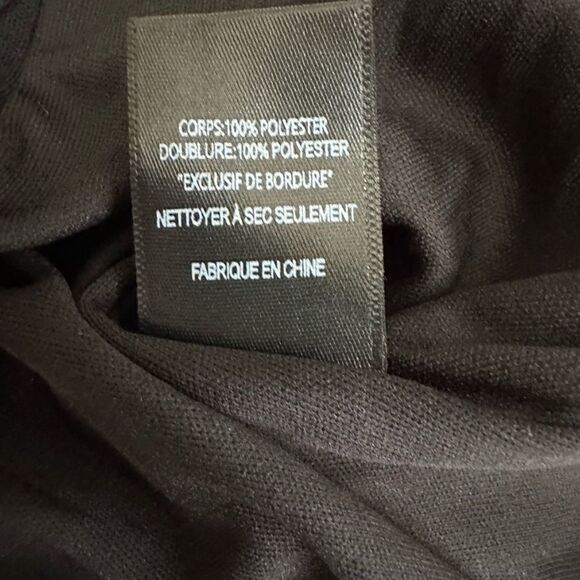 CORPS:100% POLYESTER
DOUBLURE:100% POLYESTER
"EXCLUSIF DE BORDURE"
NETTOYER À SEC SEULEMENT
FABRIQUE EN CHINE